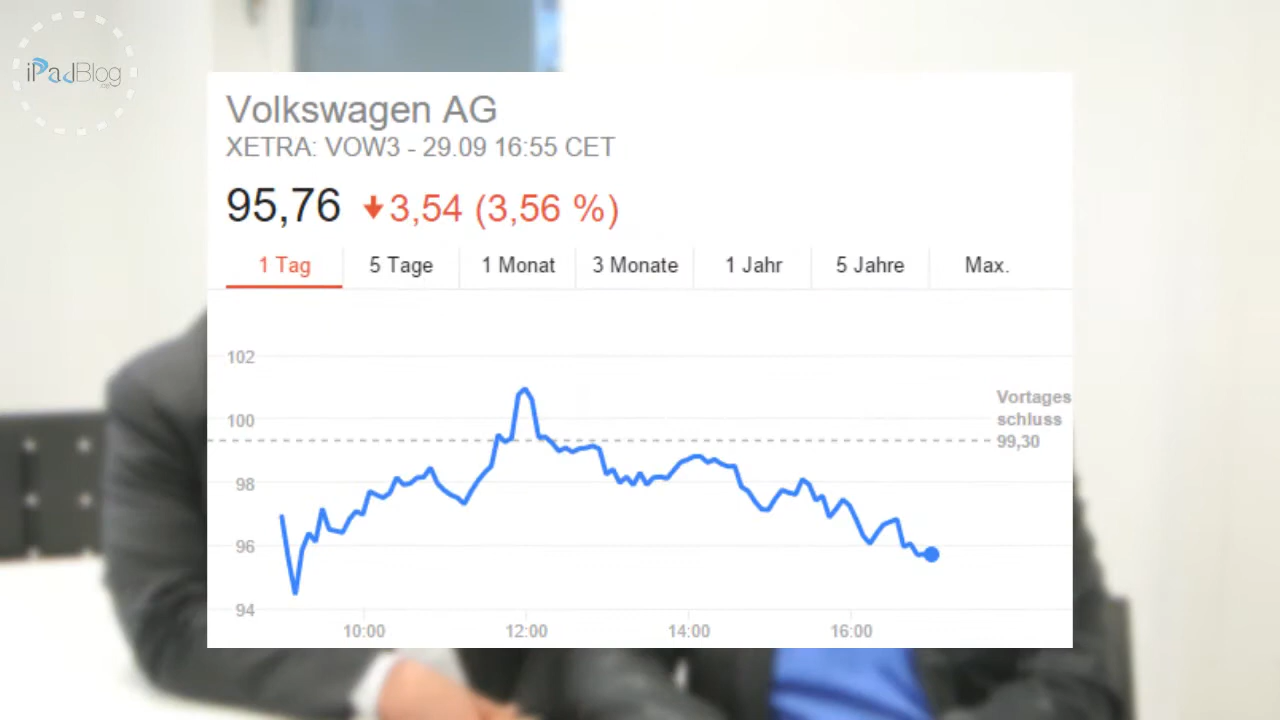 iPadBlog
Volkswagen AG
XETRA: VOW3 - 29.09 16:55 CET
95,76 3,54 (3,56 %)
1 Tag 5 Tage 1 Monat 3 Monate 1 Jahr 5 Jahre Max.
102
Vortages
schluss
100
99,30
98
96
94
10:00 12:00 14:00 16:00